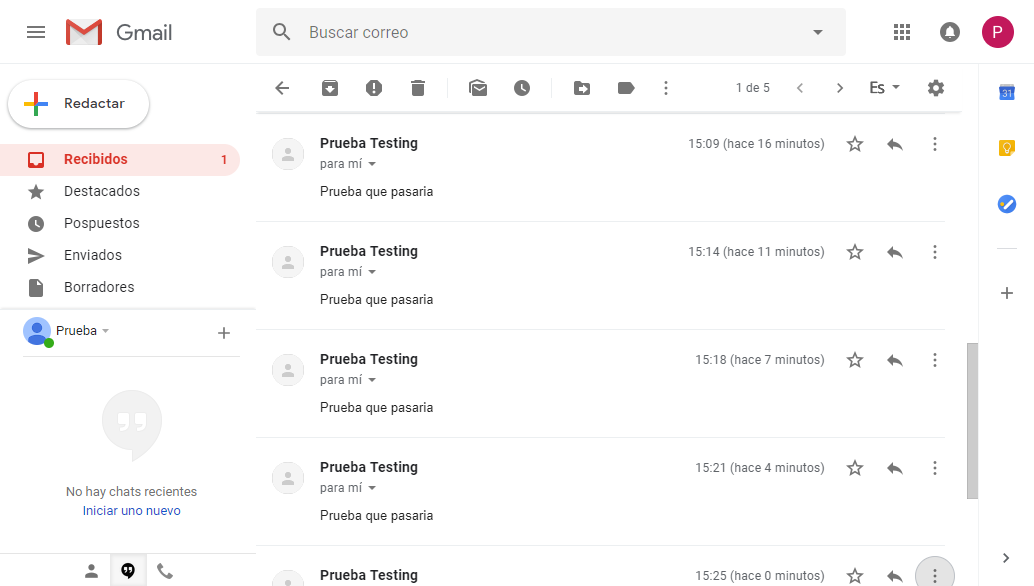 Gmail
Buscar correo
P
Redactar
1 de 5
Es
31
Recibidos 1
Destacados
Pospuestos
Enviados
Borradores
Prueba
No hay chats recientes
Iniciar uno nuevo
Prueba Testing 15:09 (hace 16 minutos)
para mí
Prueba que pasaria
Prueba Testing 15:14 (hace 11 minutos)
para mí
Prueba que pasaria
Prueba Testing 15:18 (hace 7 minutos)
para mí
Prueba que pasaria
Prueba Testing 15:21 (hace 4 minutos)
para mí
Prueba que pasaria
Prueba Testing 15:25 (hace 0 minutos)